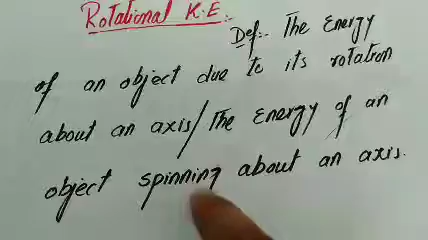 Rotational K.E:-
Def:- The Energy
of an object due to its rotation
about an axis/The Energy of an
object spinning about an axis.